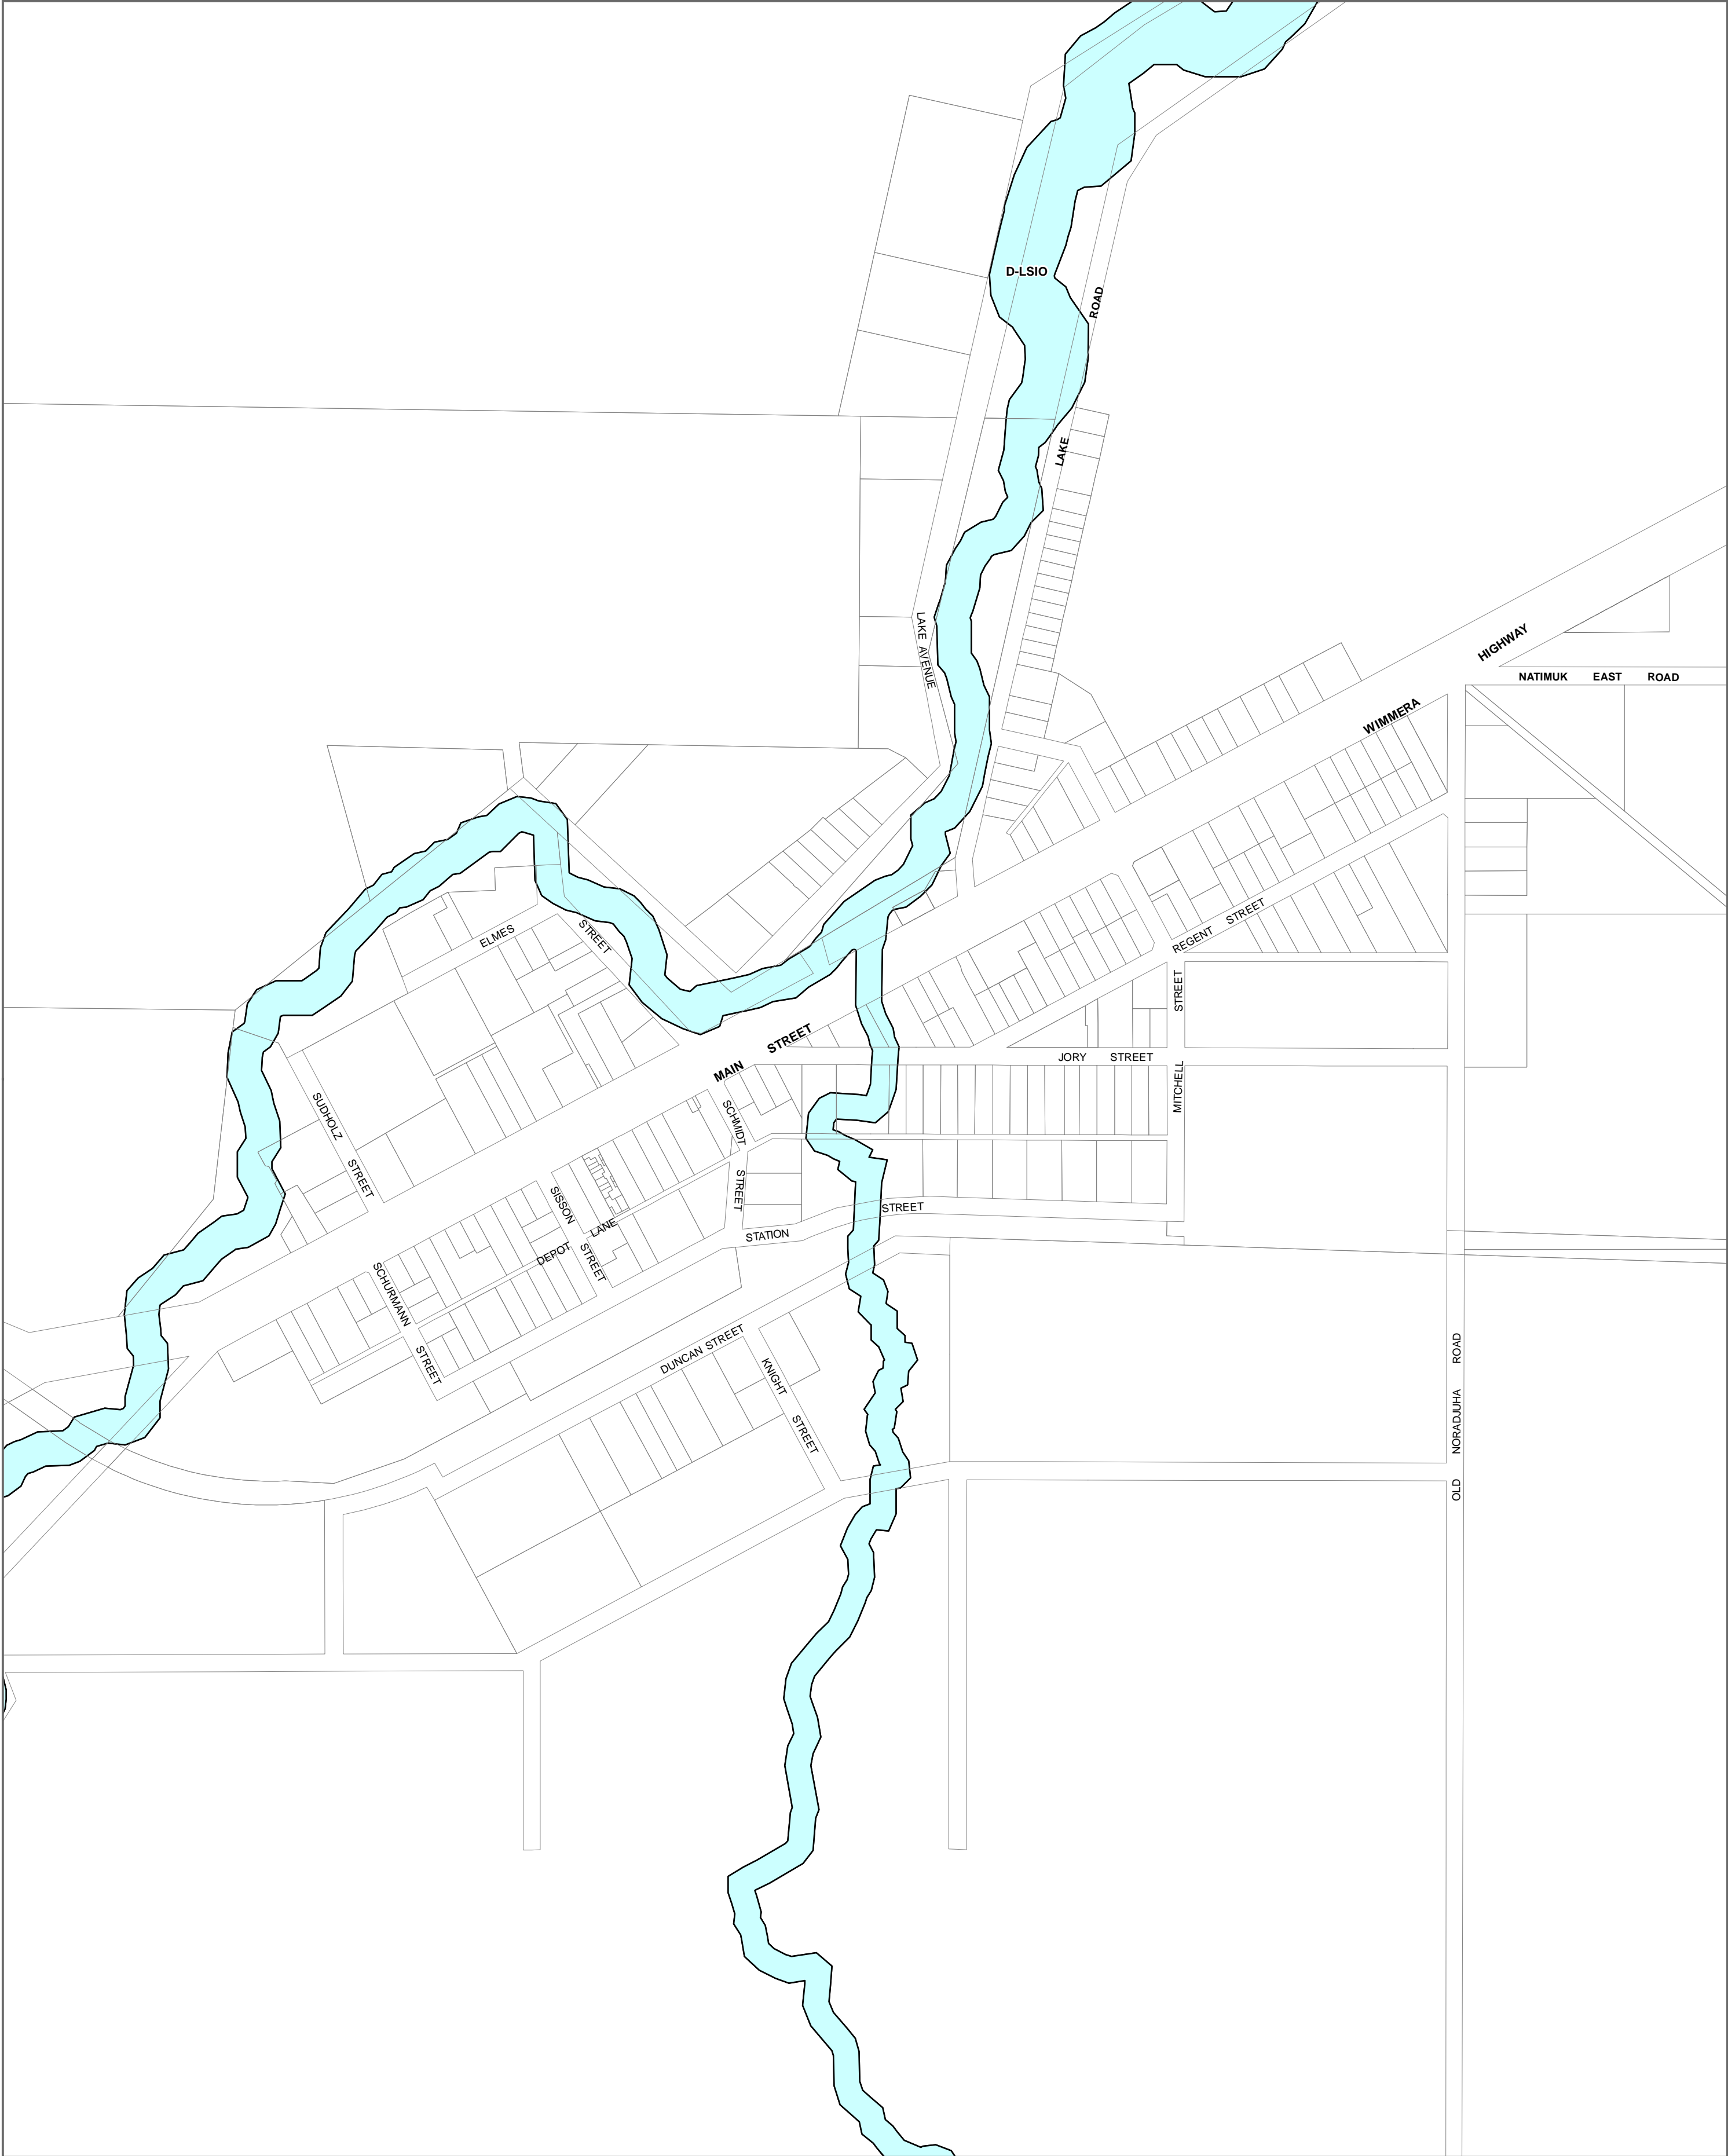 D-LSIO
ROAD
LAKE
LAKE AVENUE
HIGHWAY
NATIMUK EAST ROAD
WIMMERA
STREET
REGENT
ELMES
STREET
STREET
MAIN STREET
JORY STREET
MITCHELL
SUDHOLZ
STREET
SCHMIDT
STREET
SISSON
STREET
DEPOT LANE
STATION STREET
SCHURMANN
STREET
DUNCAN STREET
KNIGHT
STREET
OLD NORADJUHA ROAD